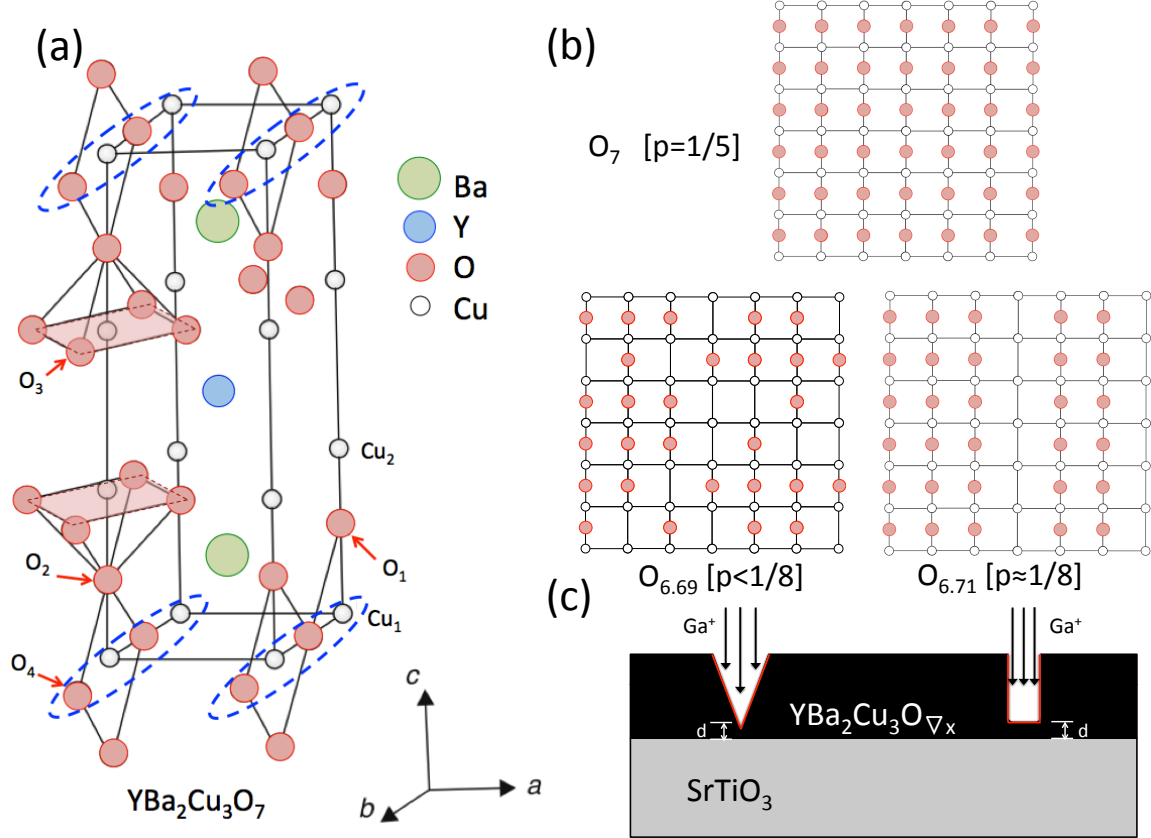 (a)
Ba
Y
O
Cu
O₃
Cu₂
O₂
O₁
Cu₁
O₄
c
a
b
YBa₂Cu₃O₇
(b)
O₇ [p=1/5]
O₆.₆₉ [p<1/8]
O₆.₇₁ [p≈1/8]
(c)
Ga⁺
Ga⁺
YBa₂Cu₃O∇x
d
d
SrTiO₃